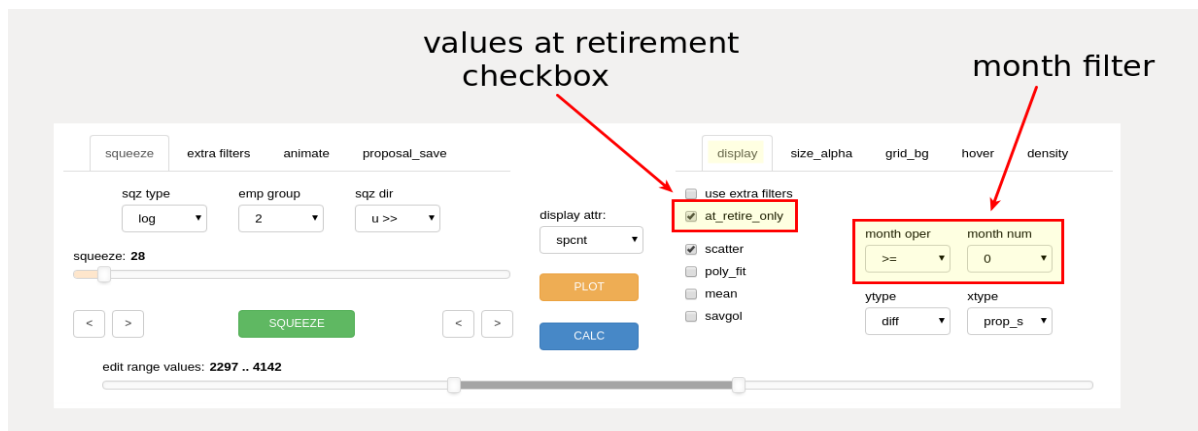 values at retirement
checkbox
month filter
squeeze extra filters animate proposal_save
display size_alpha grid_bg hover density
sqz type emp group sqz dir
log 2 u >>
squeeze: 28
< > SQUEEZE < >
display attr:
spcnt
PLOT
CALC
use extra filters
at_retire_only
scatter
poly_fit
mean
savgol
month oper month num
>= 0
ytype xtype
diff prop_s
edit range values: 2297 .. 4142